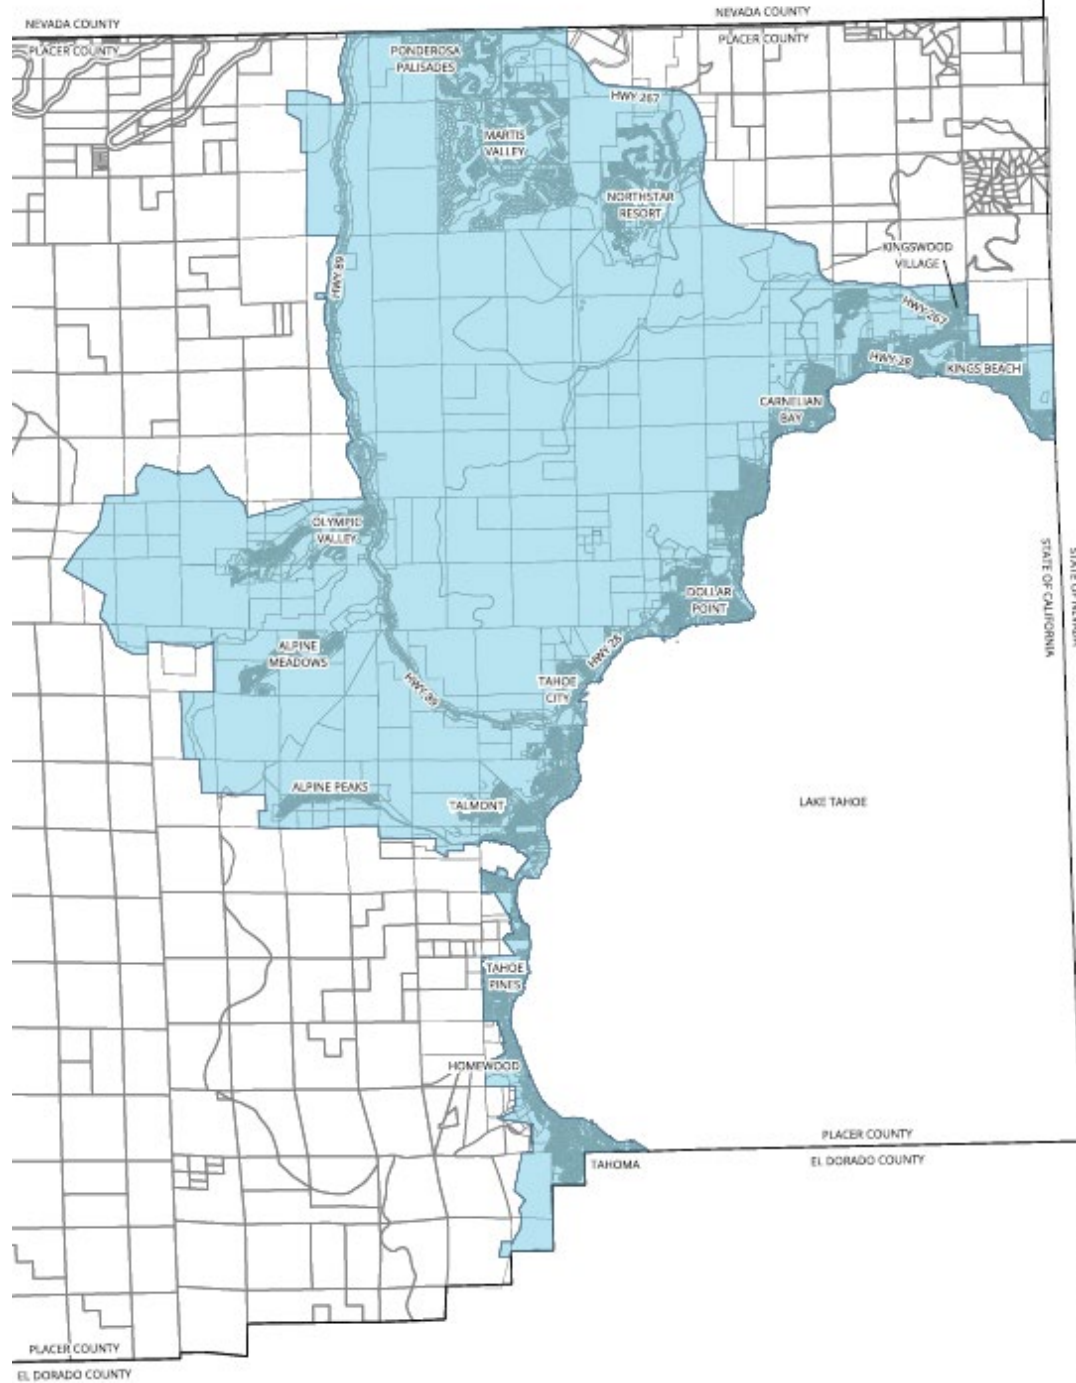 NEVADA COUNTY
PLACER COUNTY
NEVADA COUNTY
PLACER COUNTY
PONDEROSA
PALISADES
HWY 267
MARTIS
VALLEY
NORTHSTAR
RESORT
KINGSWOOD
VILLAGE
HWY 89
HWY 267
HWY 28
KINGS BEACH
CARNELIAN
BAY
OLYMPIC
VALLEY
DOLLAR
POINT
STATE OF CALIFORNIA
STATE OF NEVADA
HWY 28
ALPINE
MEADOWS
HWY 89
TAHOE
CITY
ALPINE PEAKS
TALMONT
LAKE TAHOE
TAHOE
PINES
HOMEWOOD
PLACER COUNTY
EL DORADO COUNTY
TAHOMA
PLACER COUNTY
EL DORADO COUNTY